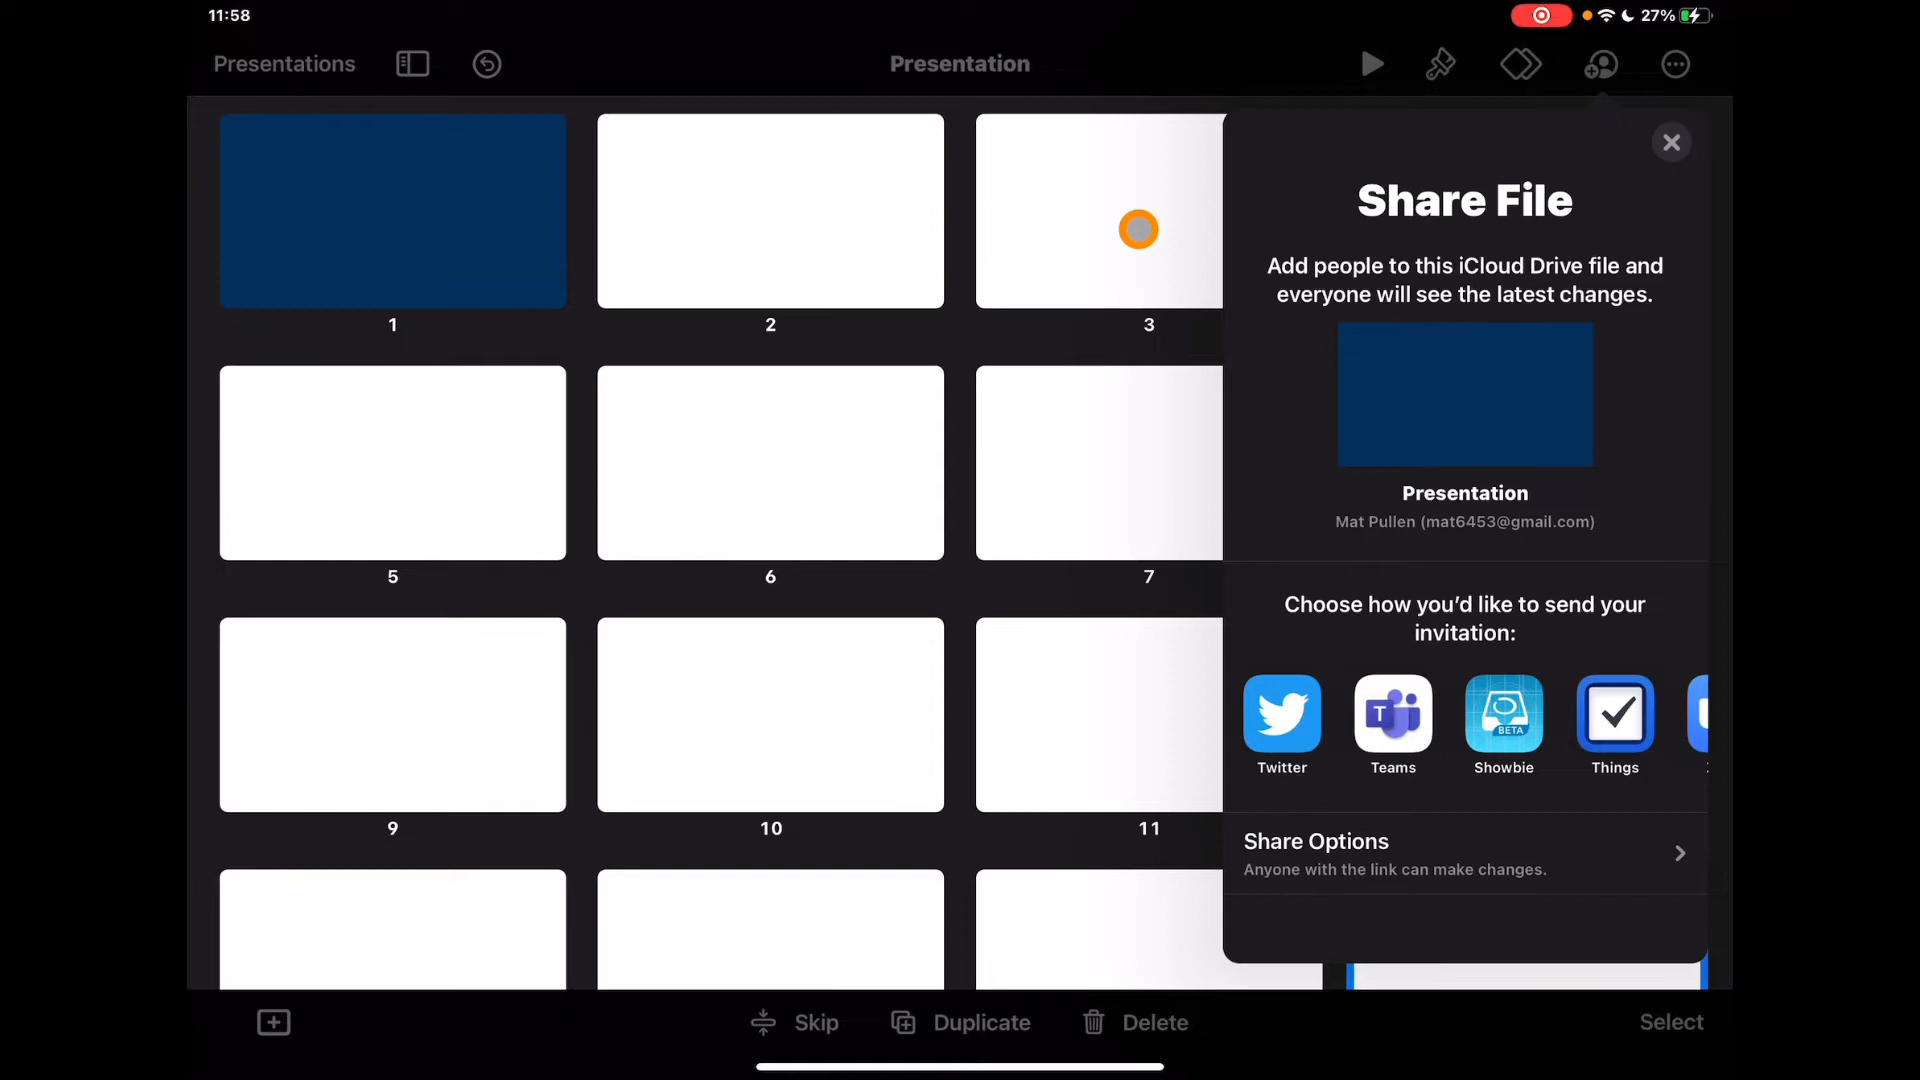 11:58
27%
Presentations
Presentation
Share File
Add people to this iCloud Drive file and
everyone will see the latest changes.
Presentation
Mat Pullen (mat6453@gmail.com)
Choose how you’d like to send your
invitation:
T
BETA
Twitter
Teams
Showbie
Things
Share Options
Anyone with the link can make changes.
1
2
3
5
6
7
9
10
11
Skip
Duplicate
Delete
Select